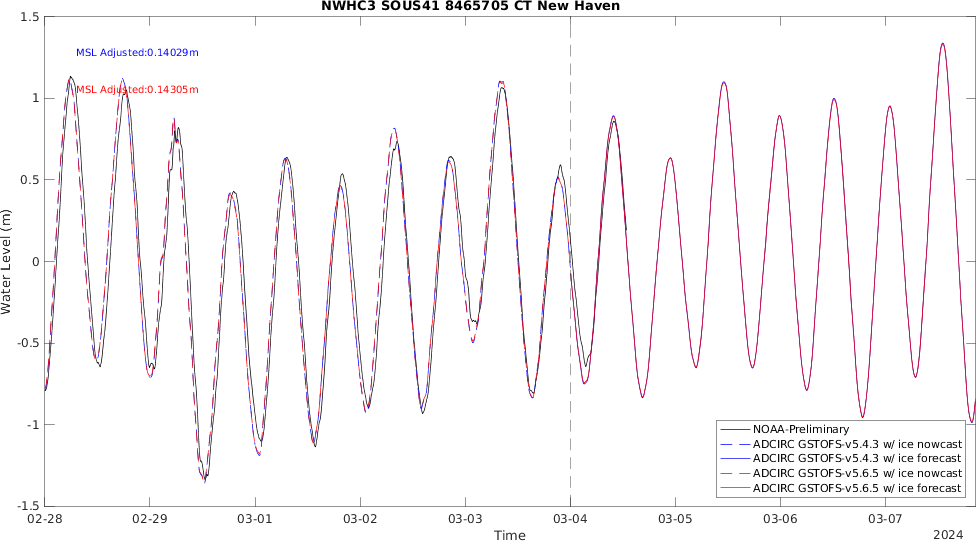 NWHC3 SOUS41 8465705 CT New Haven
1.5
MSL Adjusted:0.14029m
MSL Adjusted:0.14305m
1
0.5
0
-0.5
-1
-1.5
Water Level (m)
NOAA-Preliminary
ADCIRC GSTOFS-v5.4.3 w/ ice nowcast
ADCIRC GSTOFS-v5.4.3 w/ ice forecast
ADCIRC GSTOFS-v5.6.5 w/ ice nowcast
ADCIRC GSTOFS-v5.6.5 w/ ice forecast
02-28 02-29 03-01 03-02 03-03 03-04 03-05 03-06 03-07
Time
2024